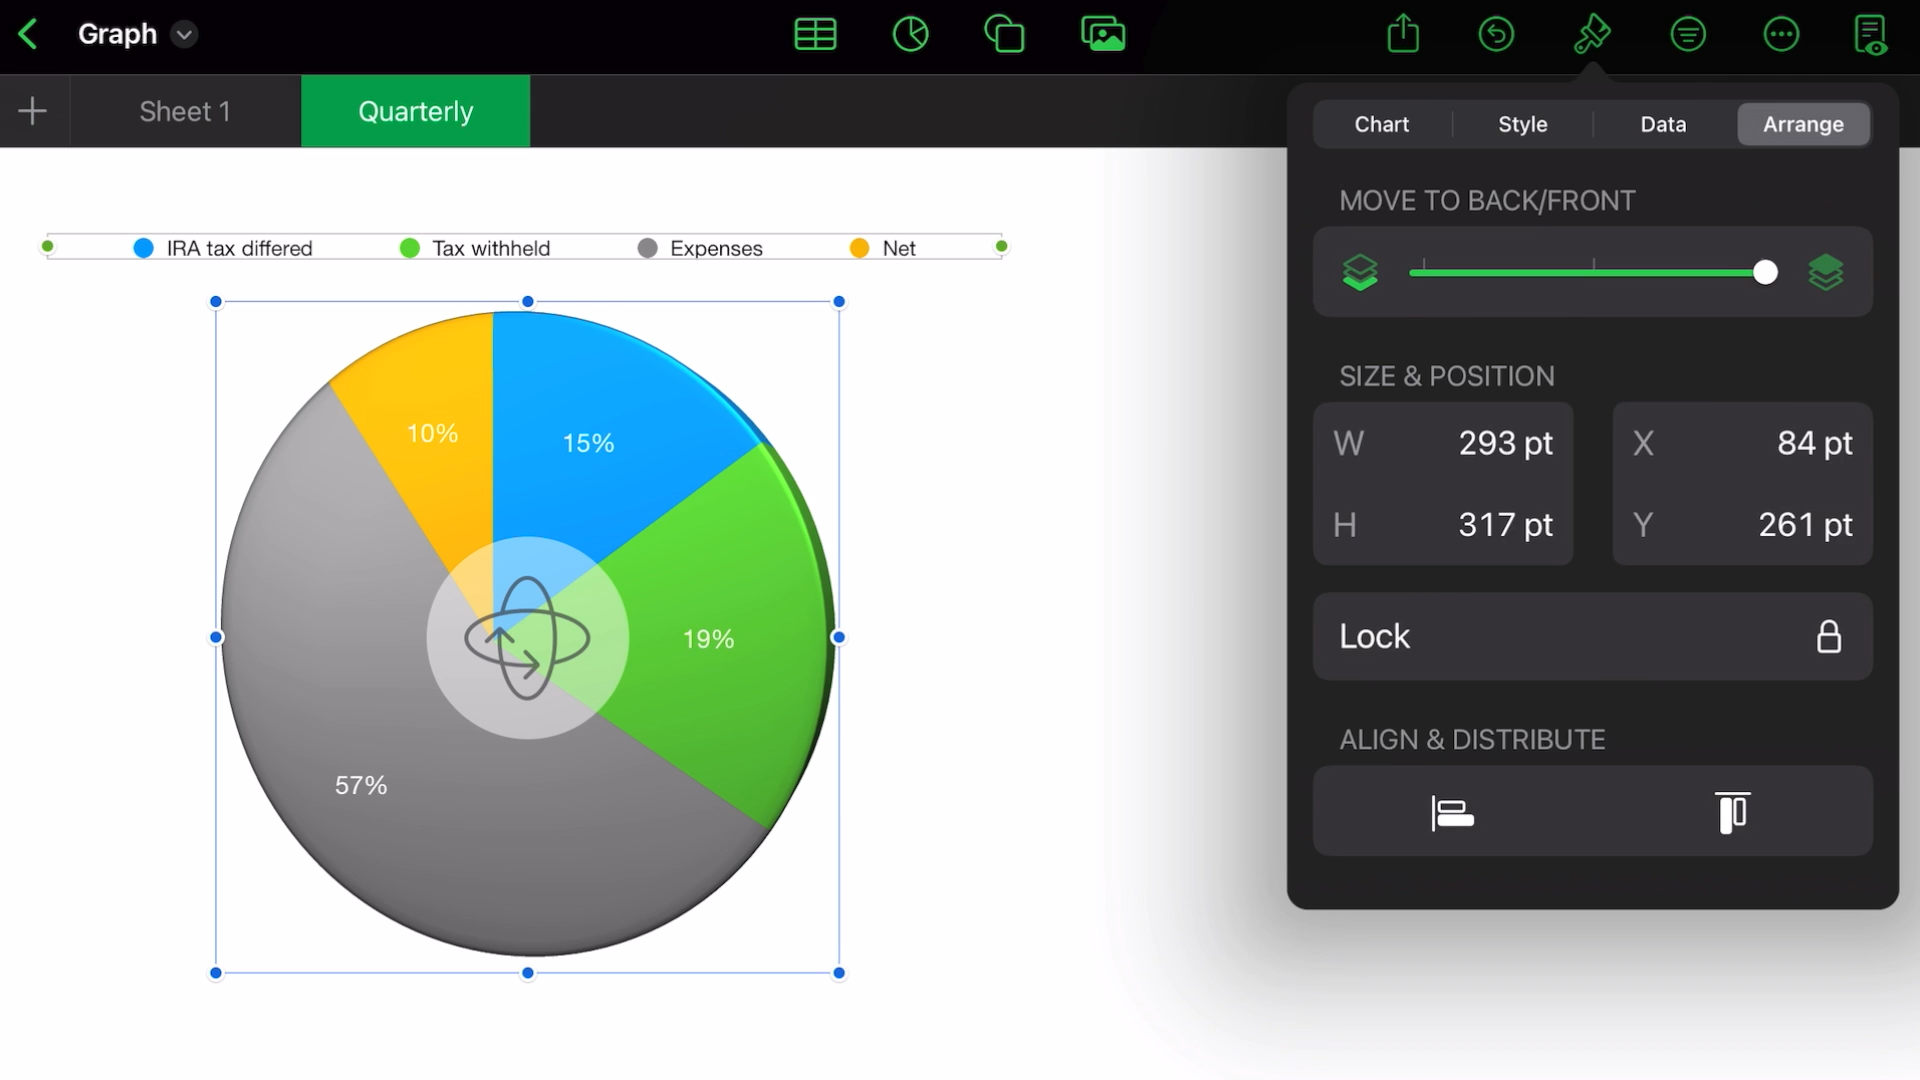 Graph
Sheet 1
Quarterly
Chart
Style
Data
Arrange
MOVE TO BACK/FRONT
IRA tax differed
Tax withheld
Expenses
Net
SIZE & POSITION
10%
15%
W 293 pt
X 84 pt
H 317 pt
Y 261 pt
19%
Lock
ALIGN & DISTRIBUTE
57%